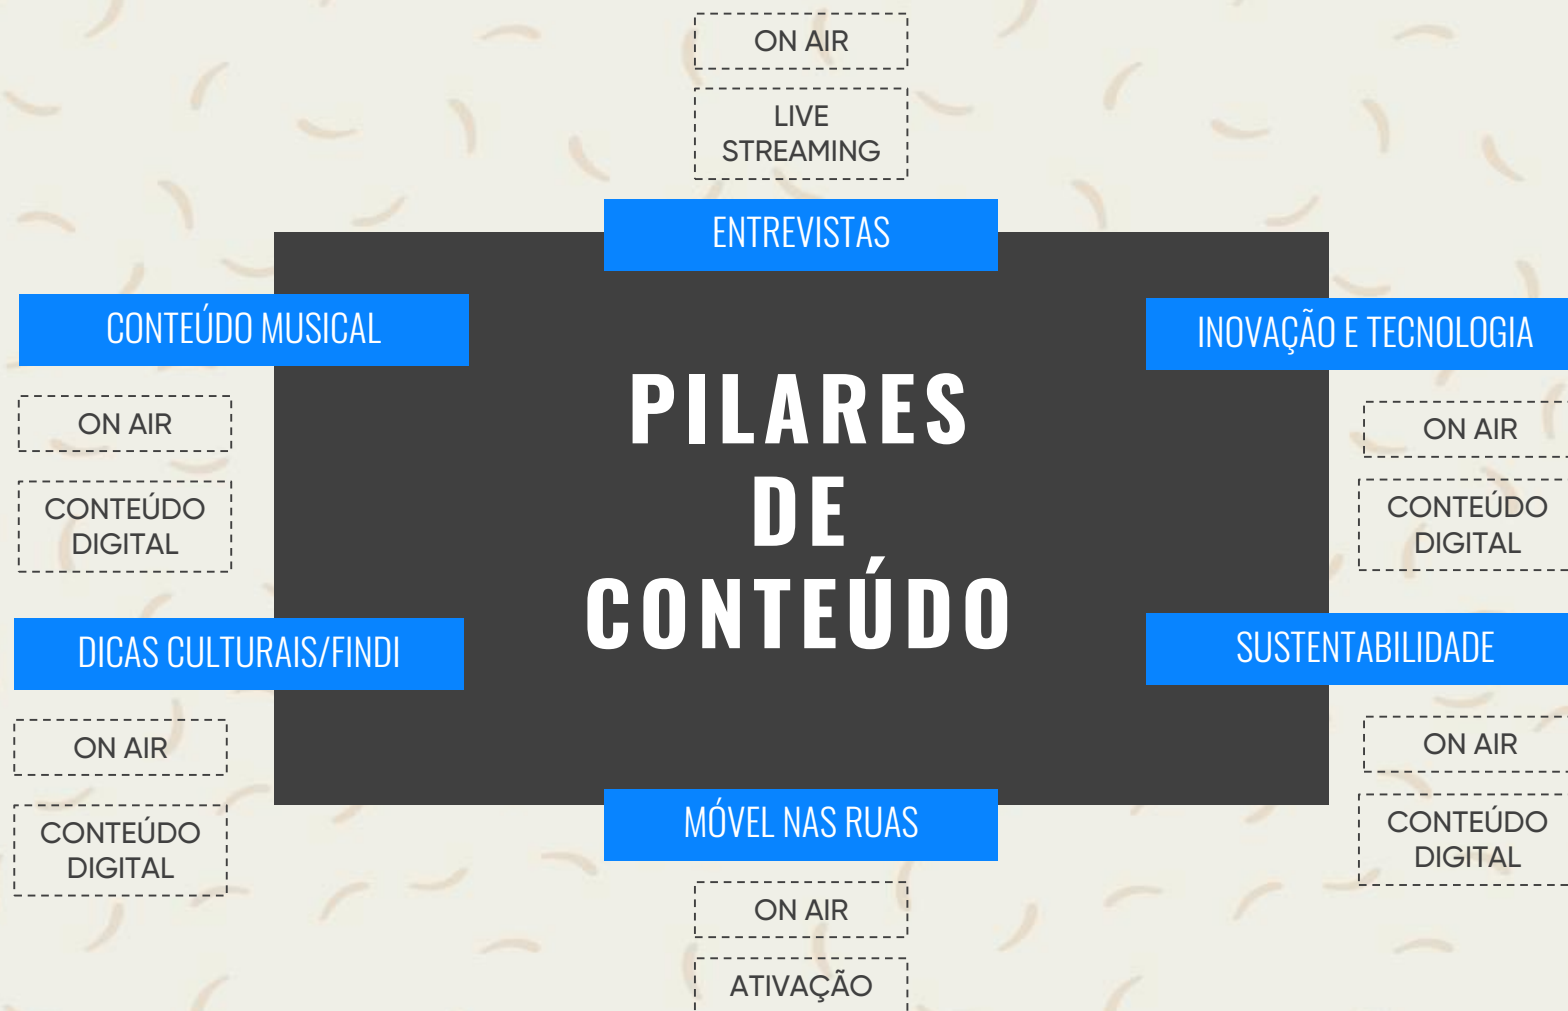 ON AIR
LIVE
STREAMING
ENTREVISTAS
CONTEÚDO MUSICAL
ON AIR
CONTEÚDO
DIGITAL
DICAS CULTURAIS/FINDI
ON AIR
CONTEÚDO
DIGITAL
PILARES
DE
CONTEÚDO
INOVAÇÃO E TECNOLOGIA
ON AIR
CONTEÚDO
DIGITAL
SUSTENTABILIDADE
ON AIR
CONTEÚDO
DIGITAL
MÓVEL NAS RUAS
ON AIR
ATIVAÇÃO